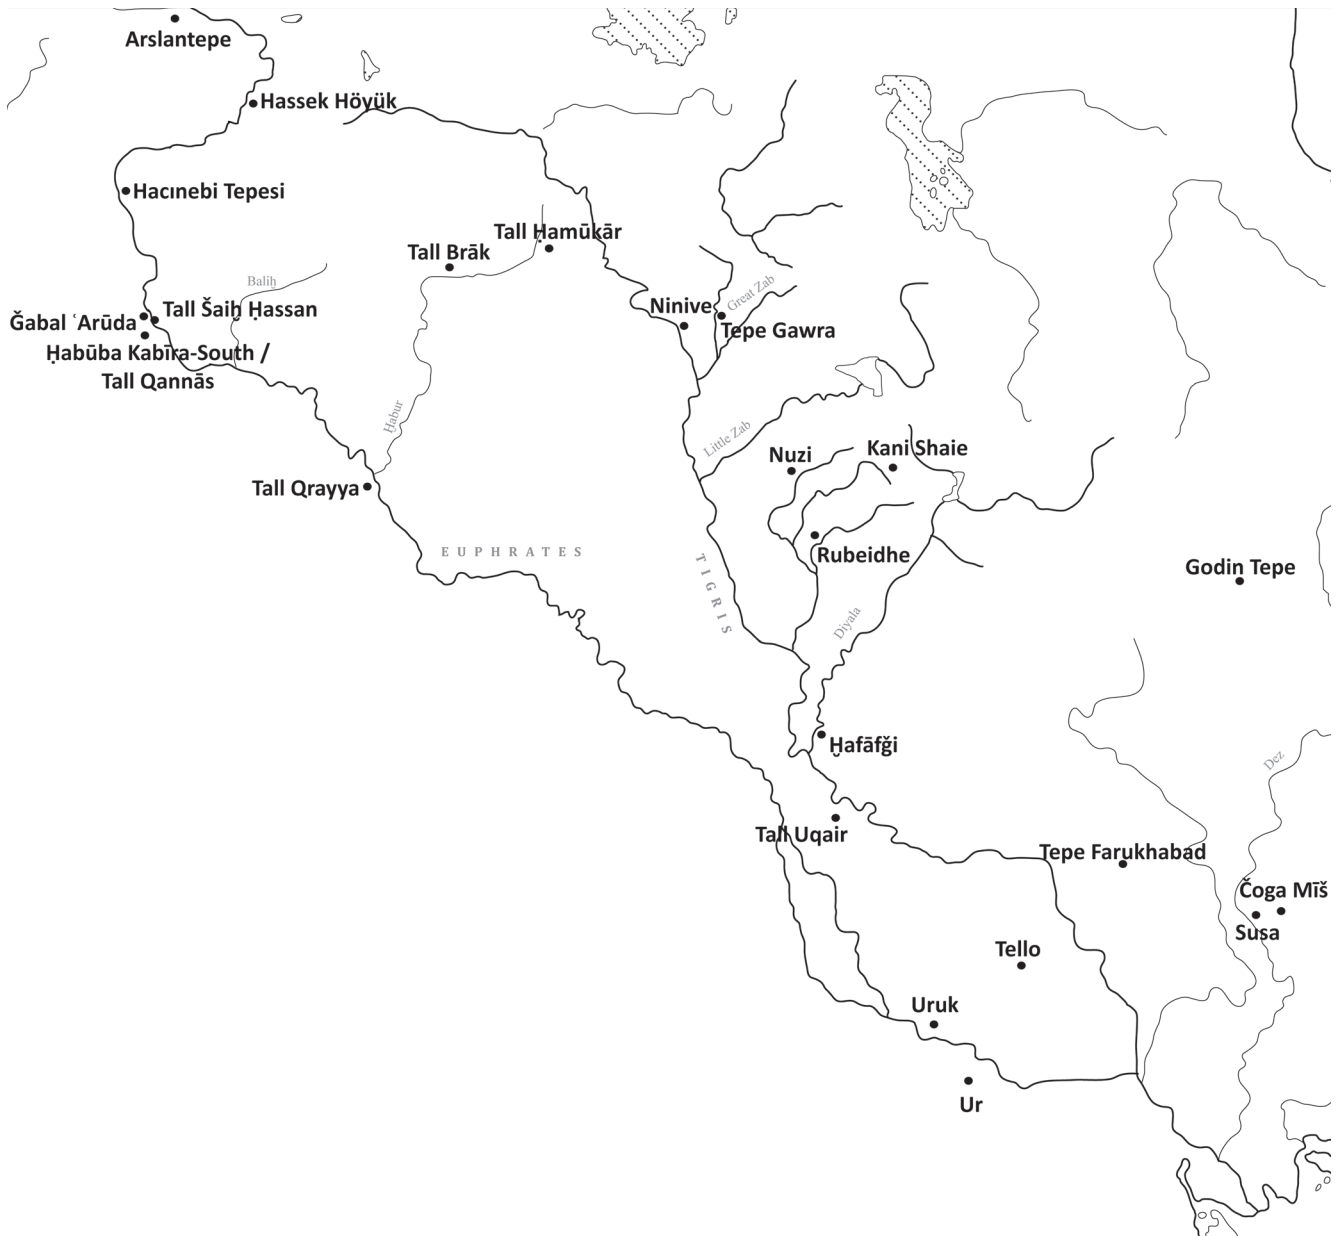 Arslantepe
Hassek Höyük
Hacınebi Tepesi
Tall Hamūkār
Tall Brāk
Baliḫ
Great Zab
Tall Šaiḫ Ḥassan
Ninive
Ǧabal ʿArūda
Tepe Gawra
Ḥabūba Kabīra-South /
Tall Qannās
Ḫabur
Little Zab
Nuzi
Kani Shaie
Tall Qrayya
EUPHRATES
TIGRIS
Rubeidhe
Godin Tepe
Diyala
Ḫafāfǧi
Dez
Tall Uqair
Tepe Farukhabad
Čoga Mīš
Susa
Tello
Uruk
Ur